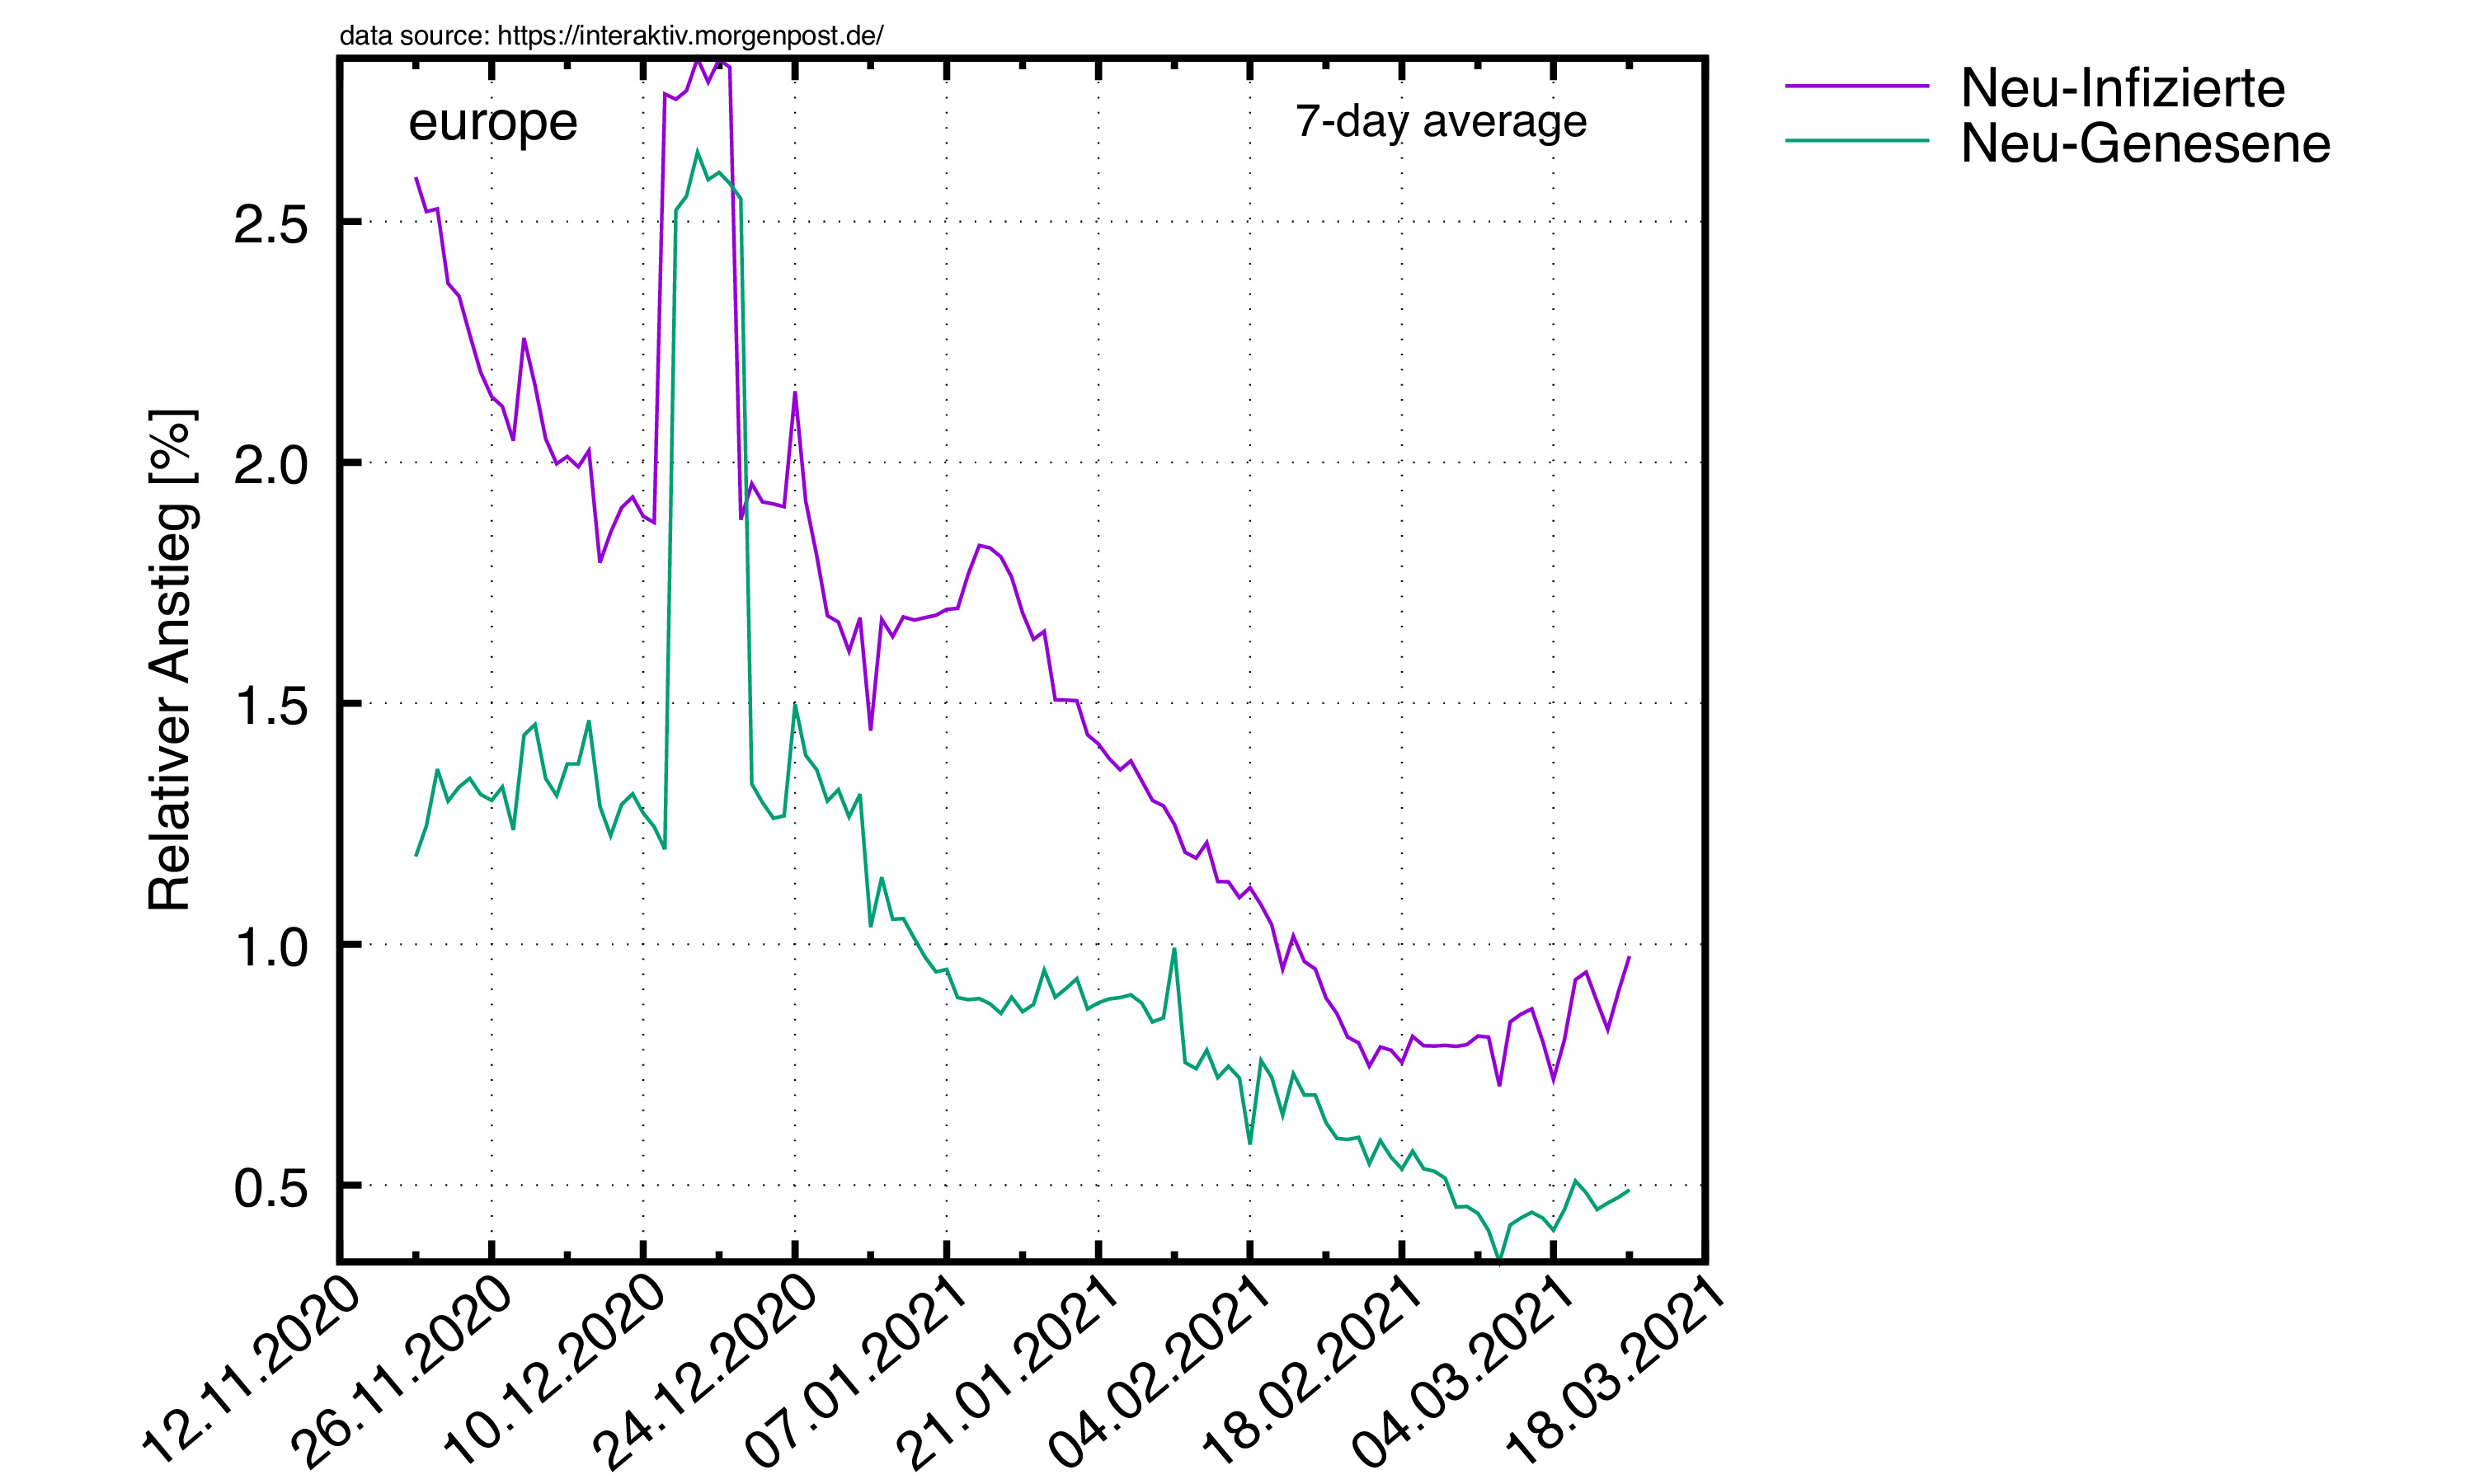 data source: https://interaktiv.morgenpost.de/
europe
7-day average
Neu-Infizierte
Neu-Genesene
Relativer Anstieg [%]
2.5
2.0
1.5
1.0
0.5
12.11.2020
26.11.2020
10.12.2020
24.12.2020
07.01.2021
21.01.2021
04.02.2021
18.02.2021
04.03.2021
18.03.2021